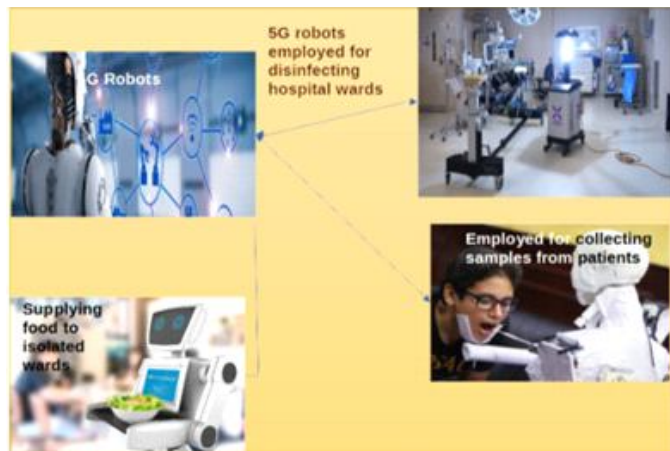 5G robots
employed for
disinfecting
hospital wards
G Robots
Employed for collecting
samples from patients
Supplying
food to
isolated
wards